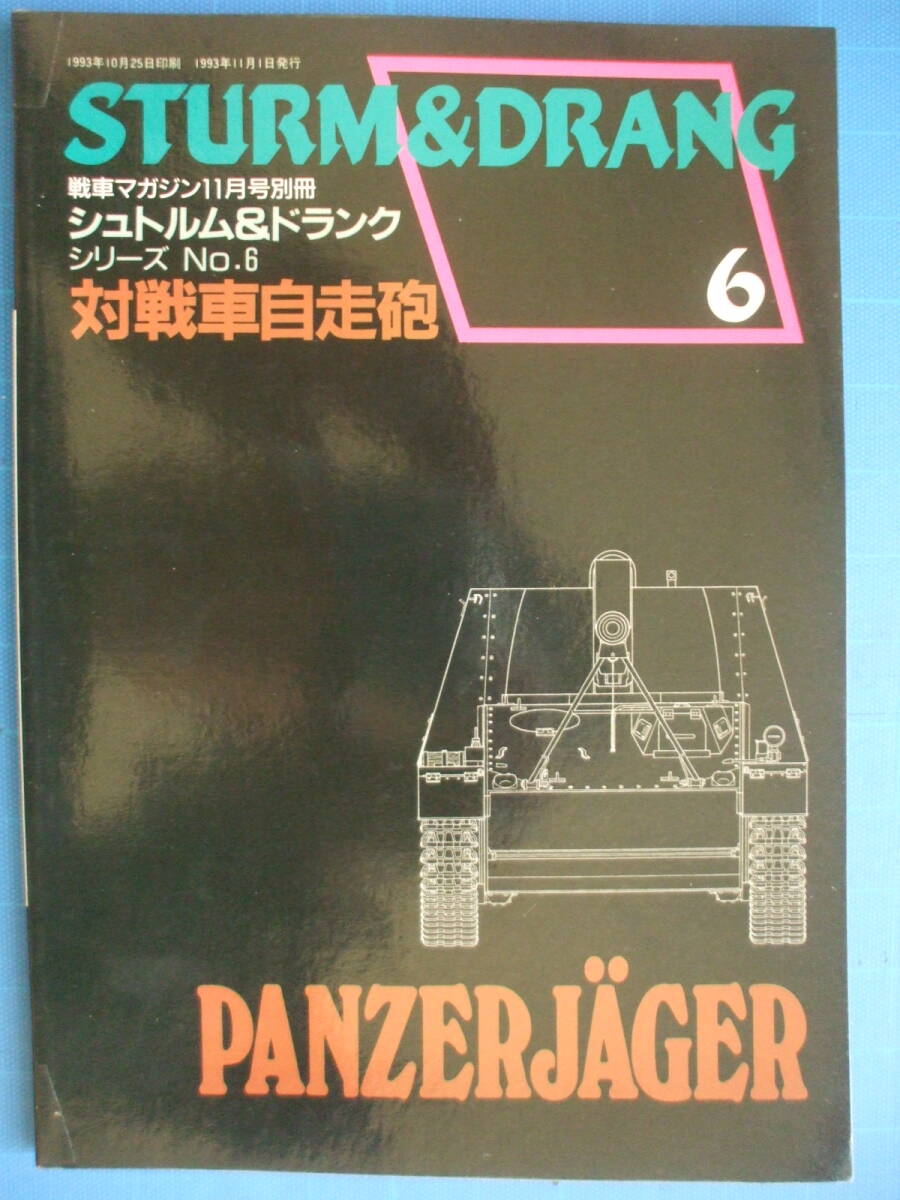 1993年10月25日印刷 1993年11月1日発行
STURM&DRANG
戦車マガジン11月号別冊
シュトルム&ドランク
シリーズ No.6
対戦車自走砲
6
PANZERJÄGER